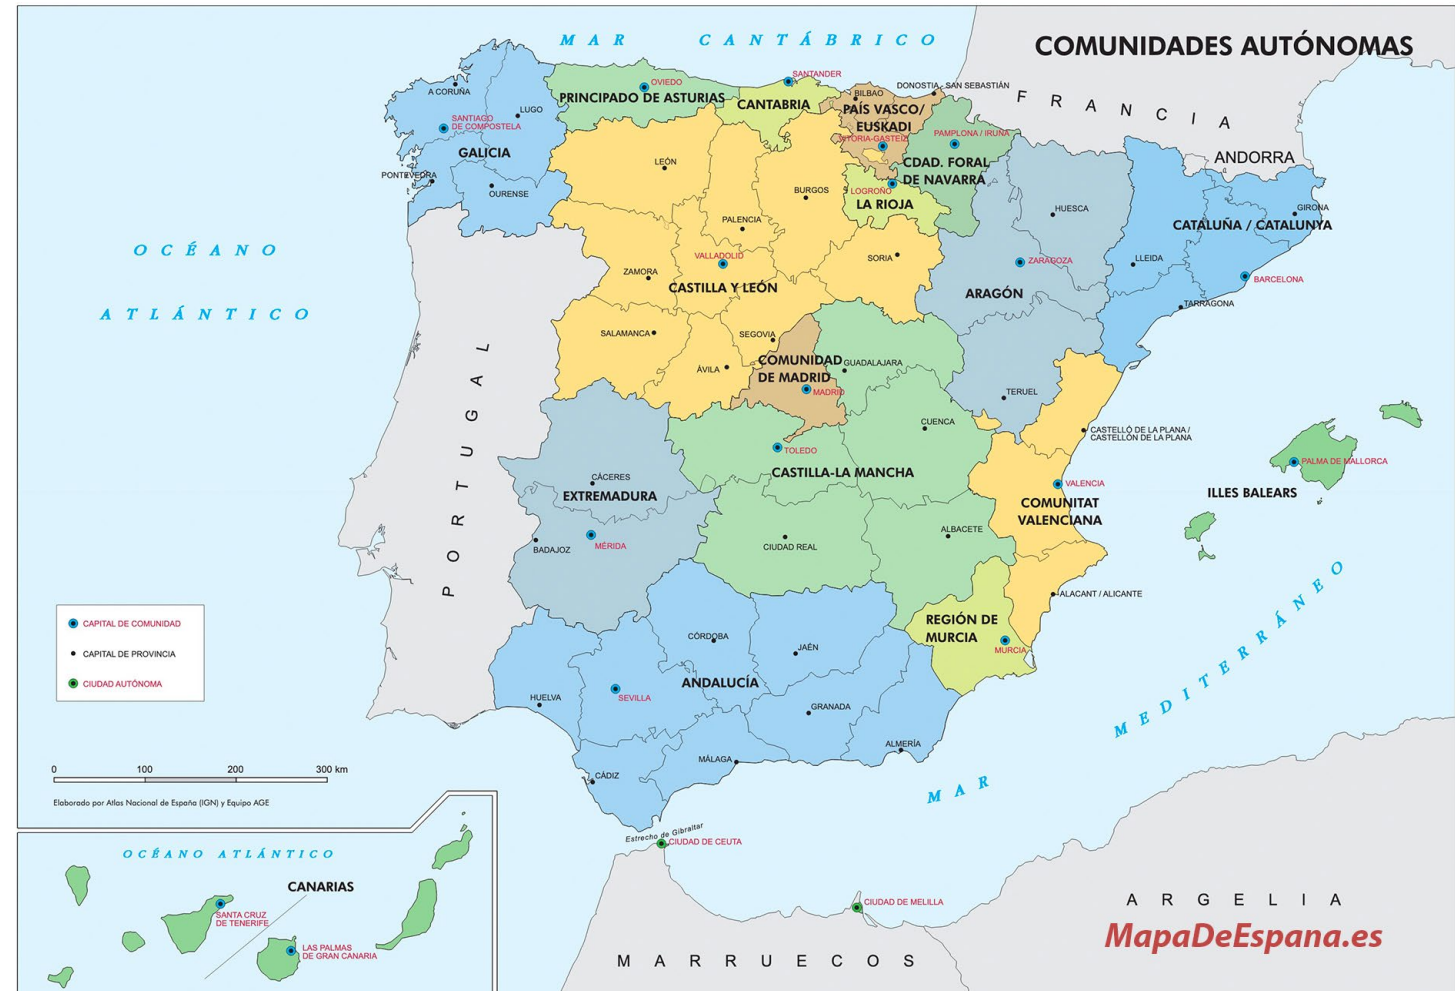 MAR CANTÁBRICO
COMUNIDADES AUTÓNOMAS
FRANCIA
ANDORRA
OCÉANO
ATLÁNTICO
PORTUGAL
A CORUÑA
LUGO
SANTIAGO
DE COMPOSTELA
GALICIA
PONTEVEDRA
OURENSE
OVIEDO
PRINCIPADO DE ASTURIAS
SANTANDER
CANTABRIA
BILBAO
DONOSTIA - SAN SEBASTIÁN
PAÍS VASCO/
EUSKADI
VITORIA-GASTEIZ
PAMPLONA / IRUÑA
CDAD. FORAL
DE NAVARRA
LOGROÑO
LA RIOJA
LEÓN
BURGOS
PALENCIA
VALLADOLID
ZAMORA
SORIA
CASTILLA Y LEÓN
SALAMANCA
SEGOVIA
ÁVILA
HUESCA
ZARAGOZA
ARAGÓN
TERUEL
GIRONA
CATALUÑA / CATALUNYA
LLEIDA
BARCELONA
TARRAGONA
COMUNIDAD
DE MADRID
MADRID
GUADALAJARA
CUENCA
TOLEDO
CASTILLA-LA MANCHA
CIUDAD REAL
ALBACETE
CÁCERES
EXTREMADURA
MÉRIDA
BADAJOZ
CASTELLÓ DE LA PLANA /
CASTELLÓN DE LA PLANA
VALENCIA
COMUNITAT
VALENCIANA
ALACANT / ALICANTE
PALMA DE MALLORCA
ILLES BALEARS
REGIÓN DE
MURCIA
MURCIA
CÓRDOBA
JAÉN
ANDALUCÍA
HUELVA
SEVILLA
GRANADA
ALMERÍA
MÁLAGA
CÁDIZ
MAR MEDITERRÁNEO
Estrecho de Gibraltar
CIUDAD DE CEUTA
CIUDAD DE MELILLA
MARRUECOS
ARGELIA
MapaDeEspana.es
CAPITAL DE COMUNIDAD
CAPITAL DE PROVINCIA
CIUDAD AUTÓNOMA
0 100 200 300 km
Elaborado por Atlas Nacional de España (IGN) y Equipo AGE
OCÉANO ATLÁNTICO
CANARIAS
SANTA CRUZ
DE TENERIFE
LAS PALMAS
DE GRAN CANARIA